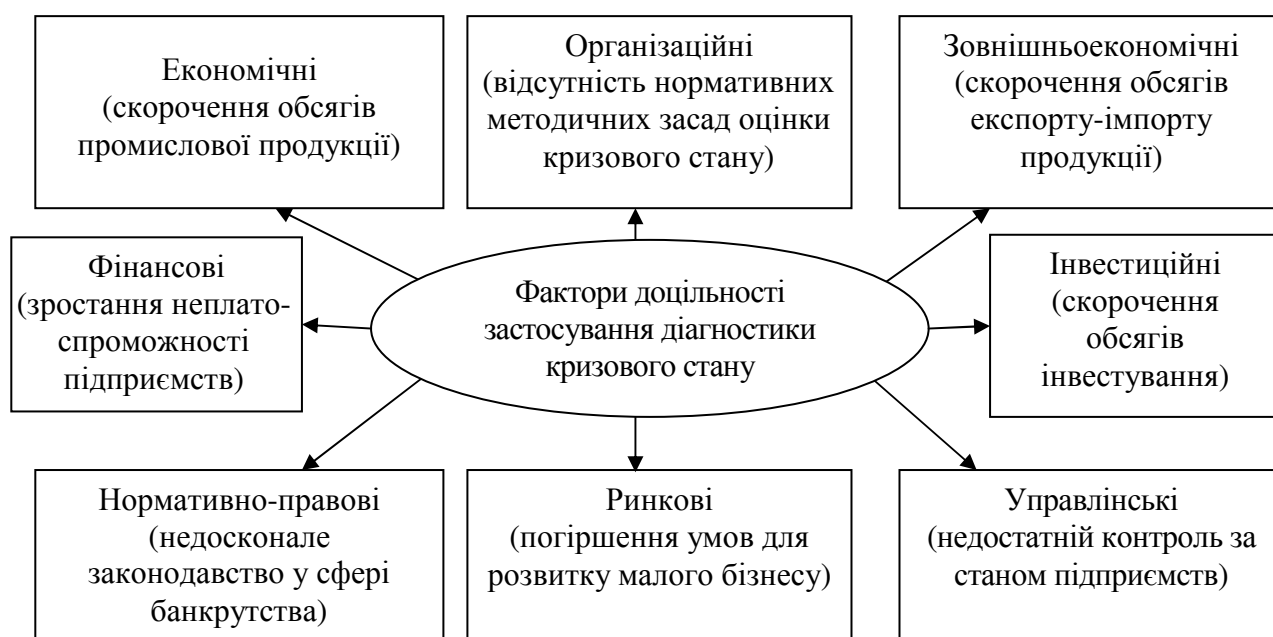 Економічні
(скорочення обсягів
промислової продукції)
Організаційні
(відсутність нормативних
методичних засад оцінки
кризового стану)
Зовнішньоекономічні
(скорочення обсягів
експорту-імпорту
продукції)
Фінансові
(зростання неплато-
спроможності
підприємств)
Фактори доцільності
застосування діагностики
кризового стану
Інвестиційні
(скорочення
обсягів
інвестування)
Нормативно-правові
(недосконале
законодавство у сфері
банкрутства)
Ринкові
(погіршення умов для
розвитку малого бізнесу)
Управлінські
(недостатній контроль за
станом підприємств)